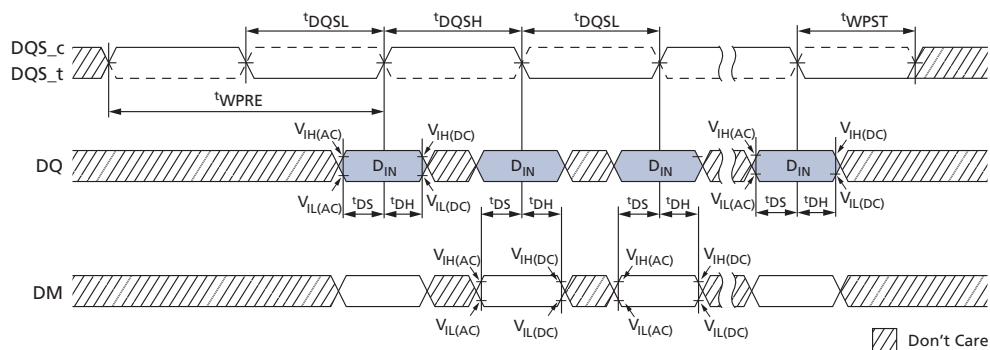 tDQSL tDQSH tDQSL tWPST
DQS_c
DQS_t
tWPRE
VIH(AC) VIH(DC) VIH(AC) VIH(DC)
DQ DIN DIN DIN DIN
VIL(AC) VIL(DC) VIL(AC) VIL(DC)
tDS tDH tDS tDH
tDS tDH tDS tDH
VIH(AC) VIH(DC) VIH(AC) VIH(DC)
DM
VIL(AC) VIL(DC) VIL(AC) VIL(DC)
Don't Care